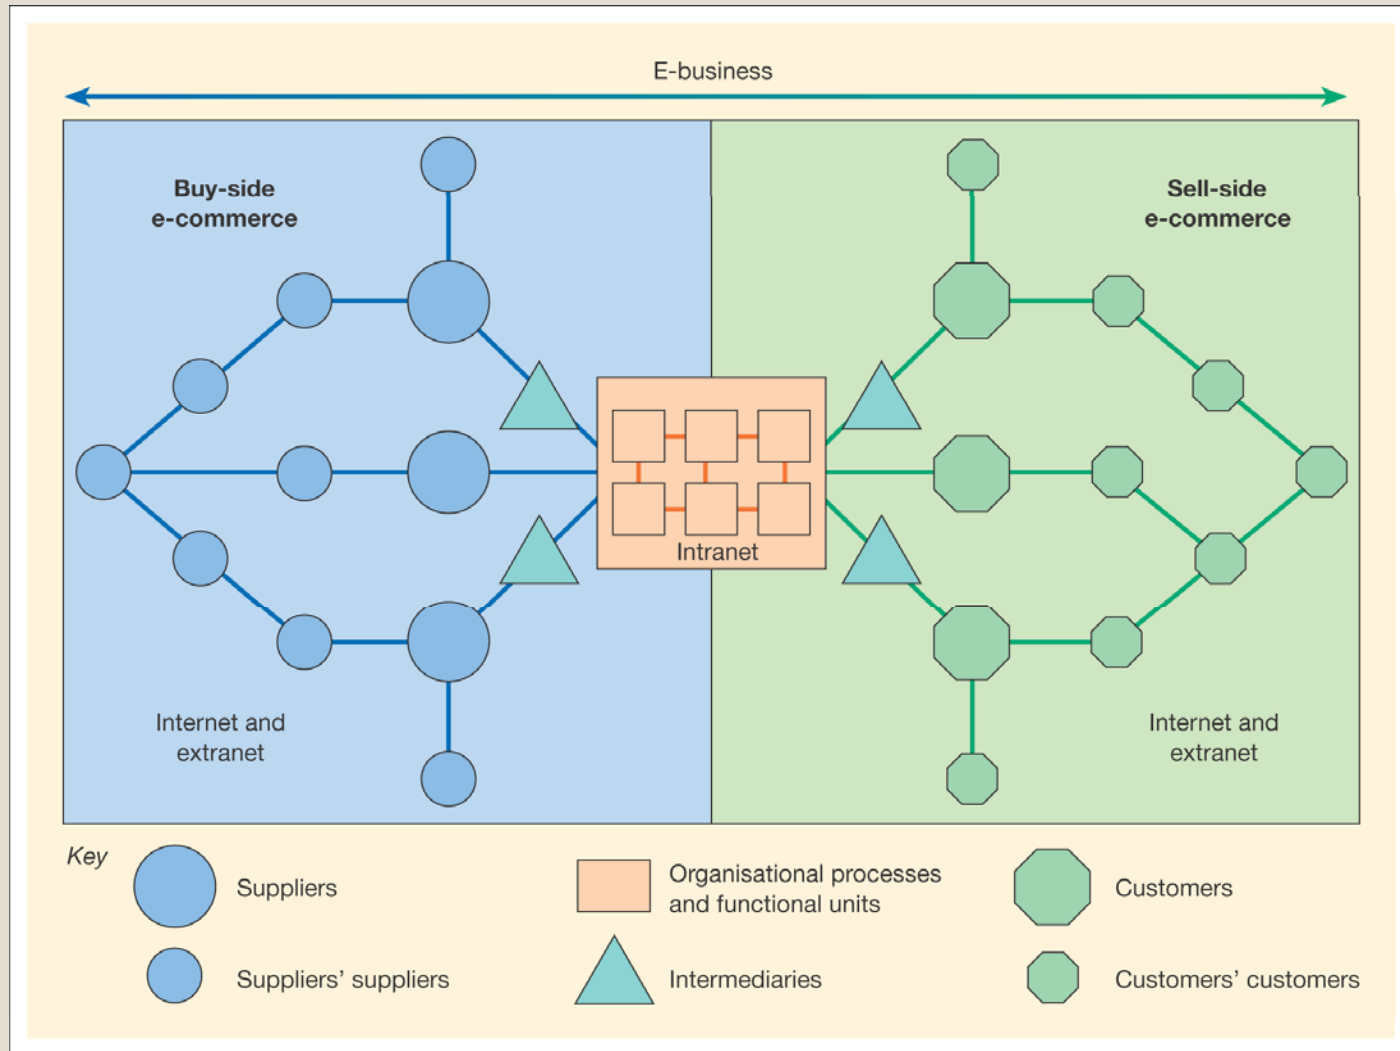 E-business
Buy-side
e-commerce
Sell-side
e-commerce
Intranet
Internet and
extranet
Internet and
extranet
Key
Suppliers
Organisational processes
and functional units
Customers
Suppliers’ suppliers
Intermediaries
Customers’ customers